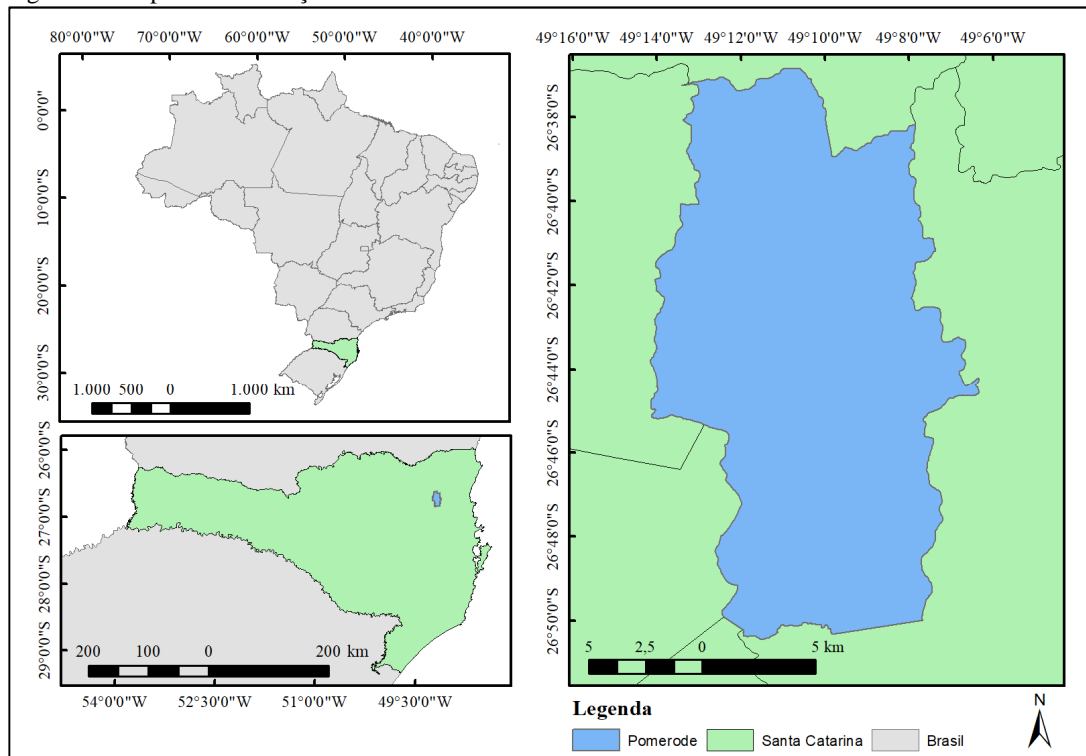 80°0'0"W 70°0'0"W 60°0'0"W 50°0'0"W 40°0'0"W
0°0'0"
10°0'0"S
20°0'0"S
30°0'0"S
1.000 500 0 1.000 km
26°0'0"S
27°0'0"S
28°0'0"S
29°0'0"S
200 100 0 200 km
54°0'0"W 52°30'0"W 51°0'0"W 49°30'0"W
49°16'0"W 49°14'0"W 49°12'0"W 49°10'0"W 49°8'0"W 49°6'0"W
26°38'0"S
26°40'0"S
26°42'0"S
26°44'0"S
26°46'0"S
26°48'0"S
26°50'0"S
5 2,5 0 5 km
Legenda
N
Pomerode Santa Catarina Brasil